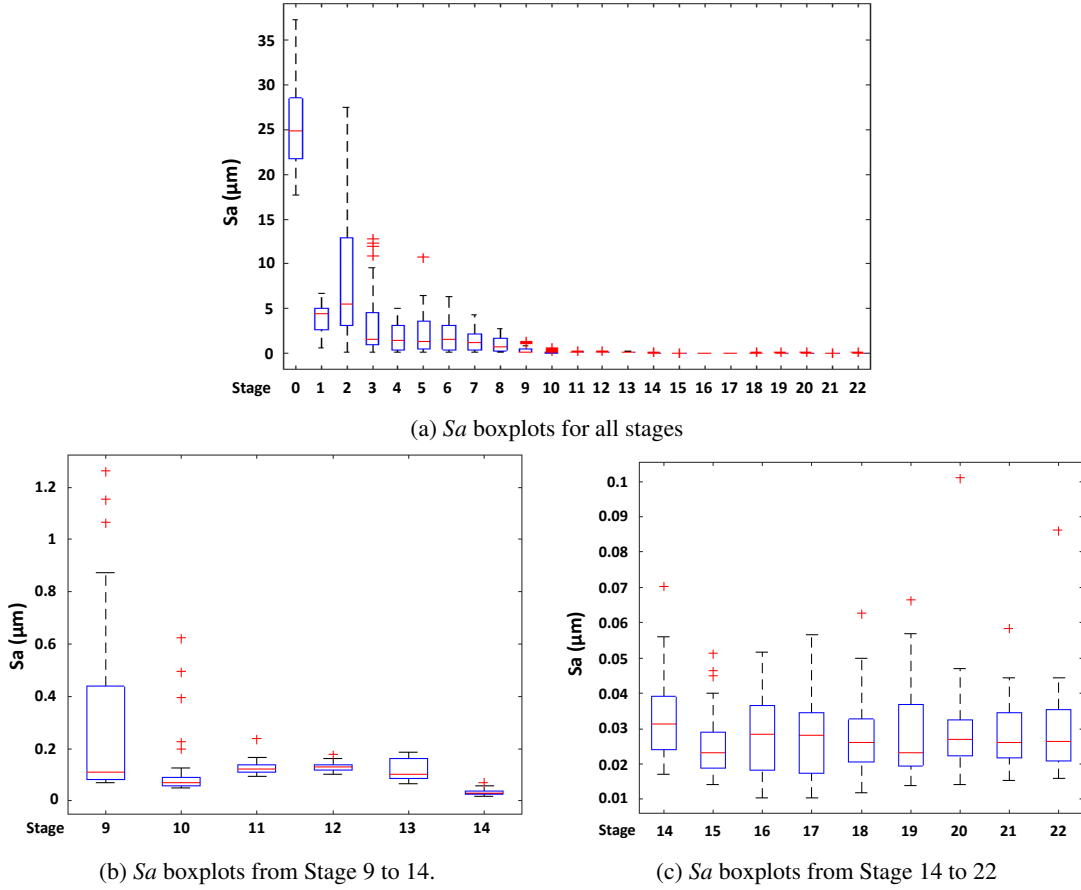 35
30
25
20
15
10
5
0
Sa (μm)
Stage 0 1 2 3 4 5 6 7 8 9 10 11 12 13 14 15 16 17 18 19 20 21 22
(a) Sa boxplots for all stages
1.2
1
0.8
0.6
0.4
0.2
0
Sa (μm)
Stage 9 10 11 12 13 14
(b) Sa boxplots from Stage 9 to 14.
0.1
0.09
0.08
0.07
0.06
0.05
0.04
0.03
0.02
0.01
Sa (μm)
Stage 14 15 16 17 18 19 20 21 22
(c) Sa boxplots from Stage 14 to 22